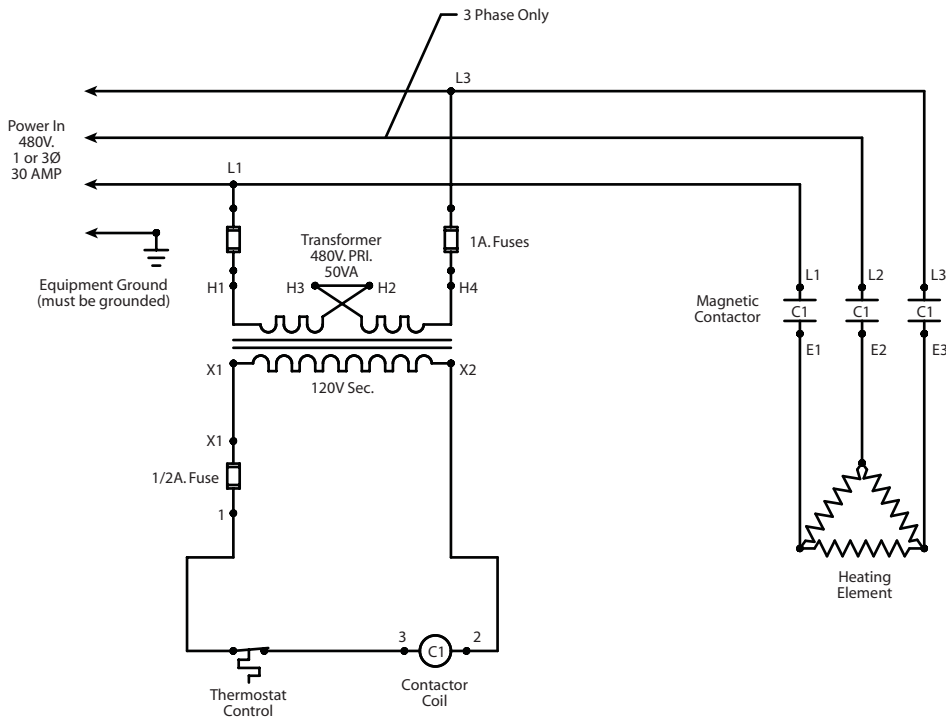 3 Phase Only
L3
Power In
480V.
1 or 3Ø
30 AMP
L1
Transformer
480V. PRI.
50VA
1A. Fuses
Equipment Ground
(must be grounded)
H1
H3
H2
H4
L1
L2
L3
Magnetic
Contactor
C1
C1
C1
E1
E2
E3
X1
X2
120V Sec.
X1
1/2A. Fuse
1
Heating
Element
3
C1
2
Thermostat
Control
Contactor
Coil